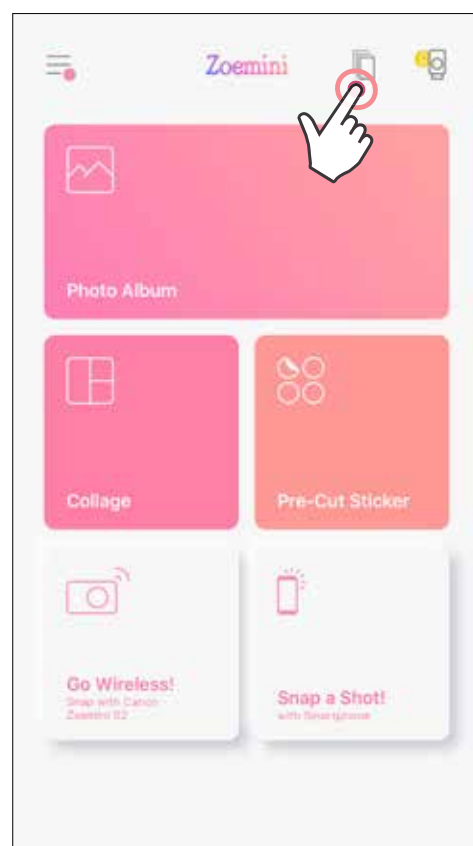 Zoemini
Photo Album
Collage
Pre-Cut Sticker
Go Wireless!
Snap with Canon
Zoemini S2
Snap a Shot!
with Smartphone